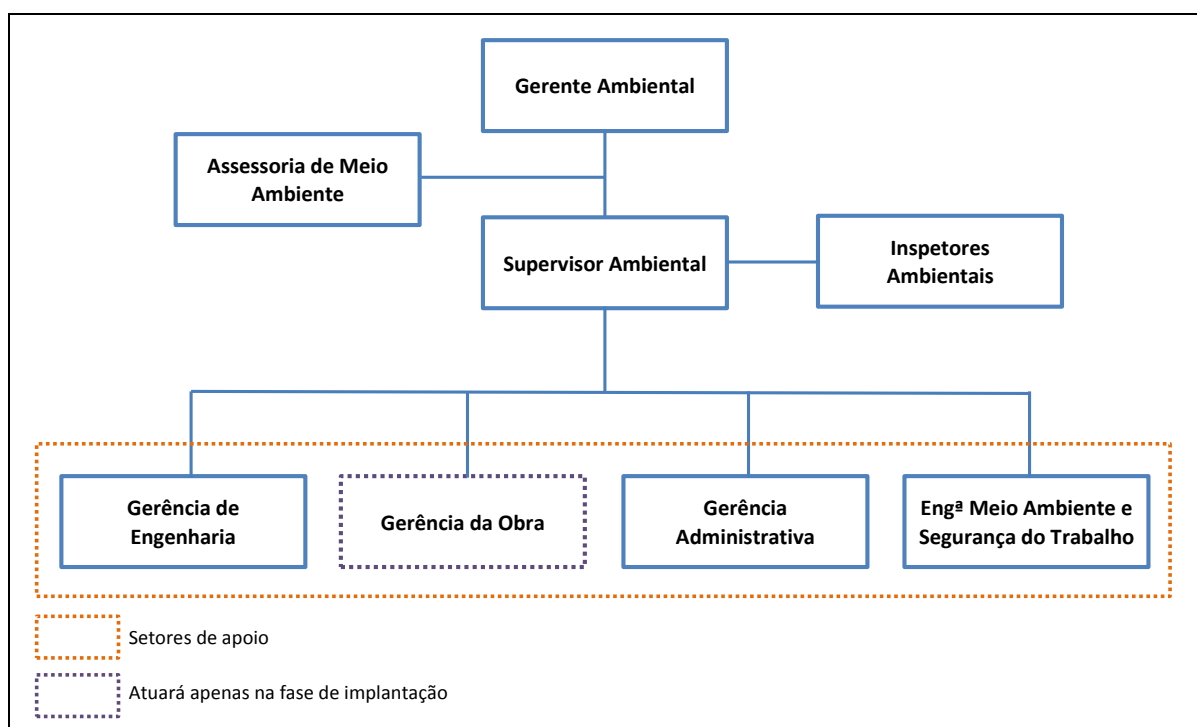 Gerente Ambiental
Assessoria de Meio
Ambiente
Supervisor Ambiental
Inspetores
Ambientais
Gerência de
Engenharia
Gerência da Obra
Gerência
Administrativa
Engª Meio Ambiente e
Segurança do Trabalho
Setores de apoio
Atuará apenas na fase de implantação